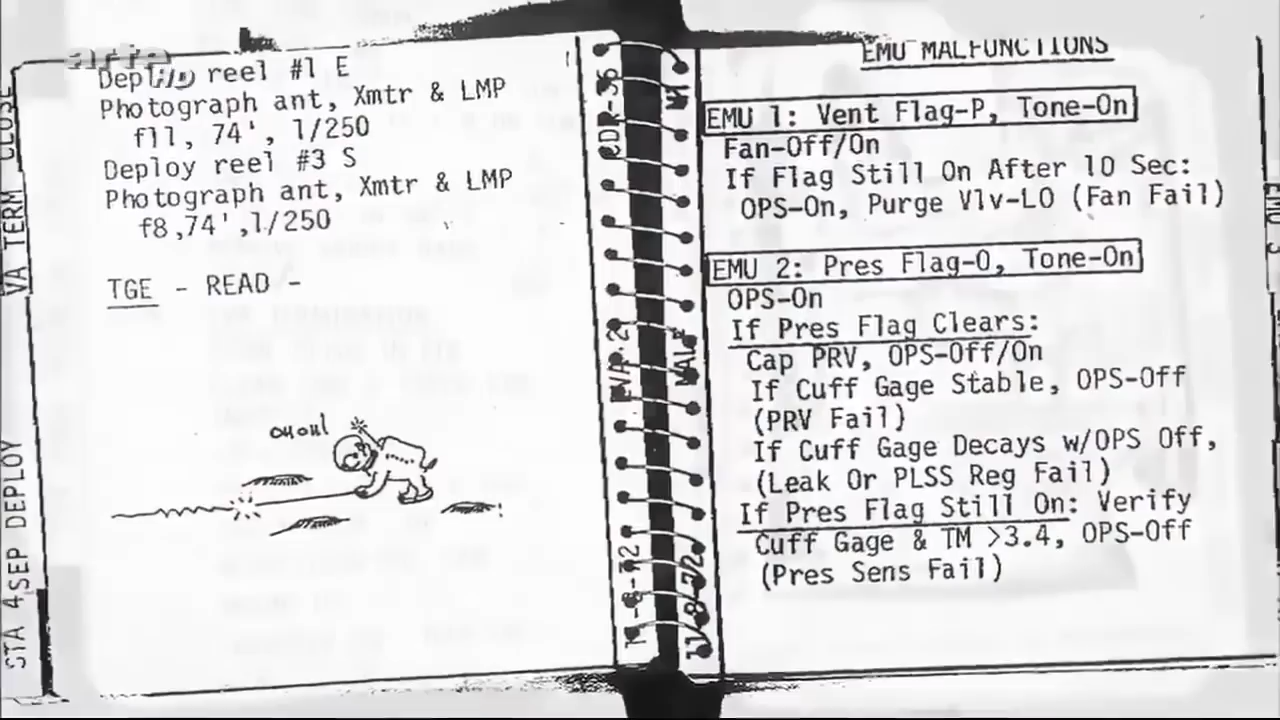 arte
HD
Deploy reel #1 E
Photograph ant, Xmtr & LMP
f11, 74', 1/250
Deploy reel #3 S
Photograph ant, Xmtr & LMP
f8,74',1/250
TGE - READ -
VA TERM CLOSE
STA 4,SEP DEPLOY
CDR-36
EVA 2
EMU MALFUNCTIONS
EMU 1: Vent Flag-P, Tone-On
Fan-Off/On
If Flag Still On After 10 Sec:
OPS-On, Purge Vlv-LO (Fan Fail)
EMU 2: Pres Flag-O, Tone-On
OPS-On
If Pres Flag Clears:
Cap PRV, OPS-Off/On
If Cuff Gage Stable, OPS-Off
(PRV Fail)
If Cuff Gage Decays w/OPS Off,
(Leak Or PLSS Reg Fail)
If Pres Flag Still On: Verify
Cuff Gage & TM >3.4, OPS-Off
(Pres Sens Fail)
MALF
11-8-72